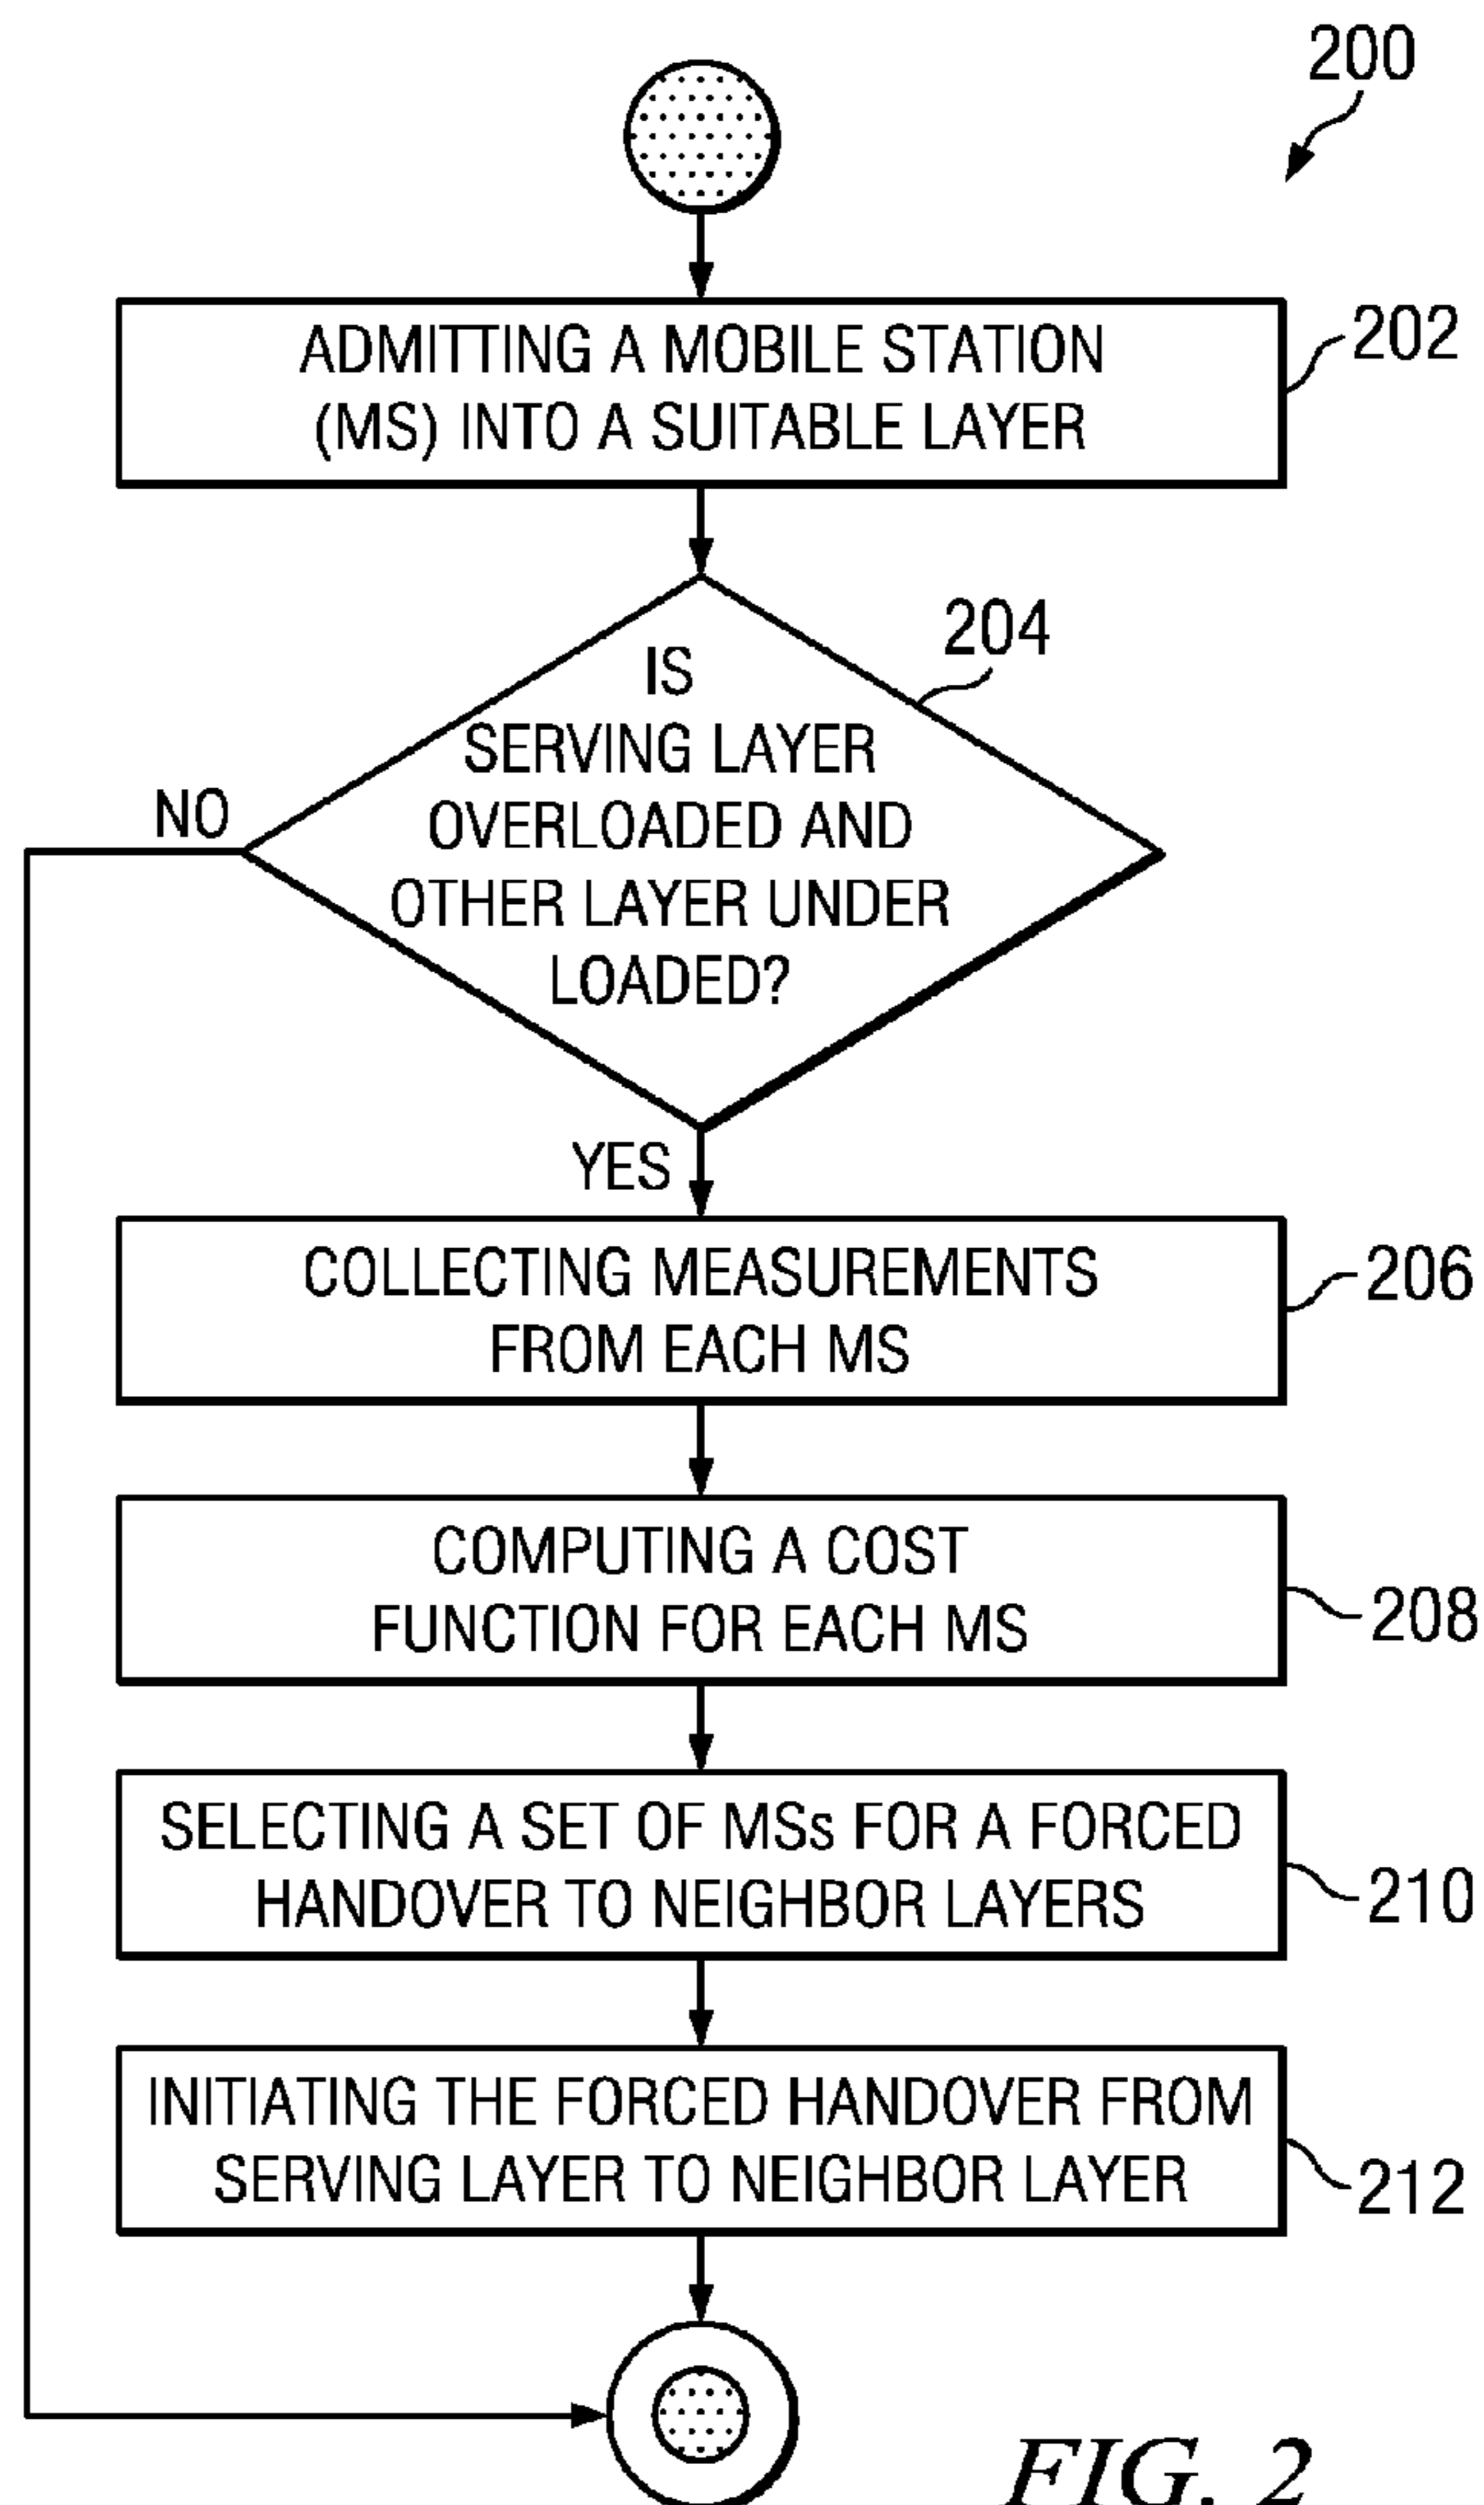 200
ADMITTING A MOBILE STATION
(MS) INTO A SUITABLE LAYER
202
204
IS
SERVING LAYER
OVERLOADED AND
OTHER LAYER UNDER
LOADED?
NO
YES
COLLECTING MEASUREMENTS
FROM EACH MS
206
COMPUTING A COST
FUNCTION FOR EACH MS
208
SELECTING A SET OF MSs FOR A FORCED
HANDOVER TO NEIGHBOR LAYERS
210
INITIATING THE FORCED HANDOVER FROM
SERVING LAYER TO NEIGHBOR LAYER
212
FIG. 2